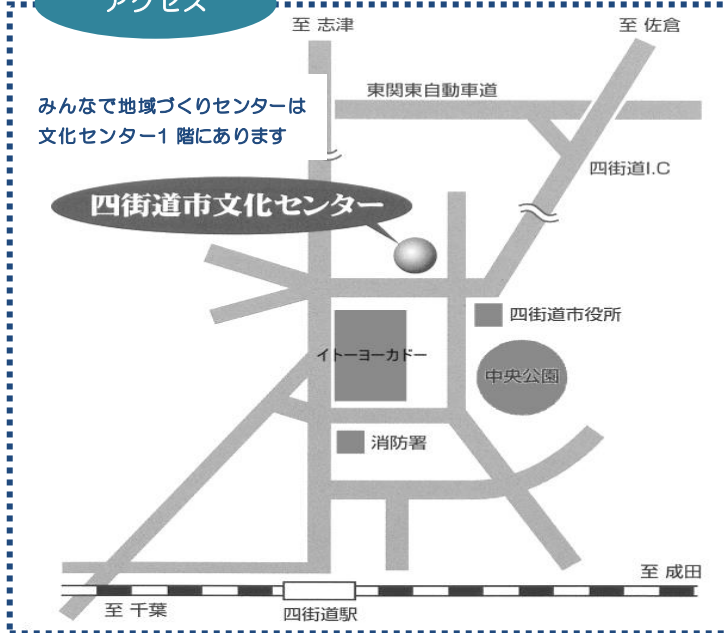 アクセス
至 志津
至 佐倉
東関東自動車道
みんなで地域づくりセンターは
文化センター1 階にあります
四街道I.C
四街道市文化センター
四街道市役所
イトーヨーカドー
中央公園
消防署
至 成田
至 千葉
四街道駅